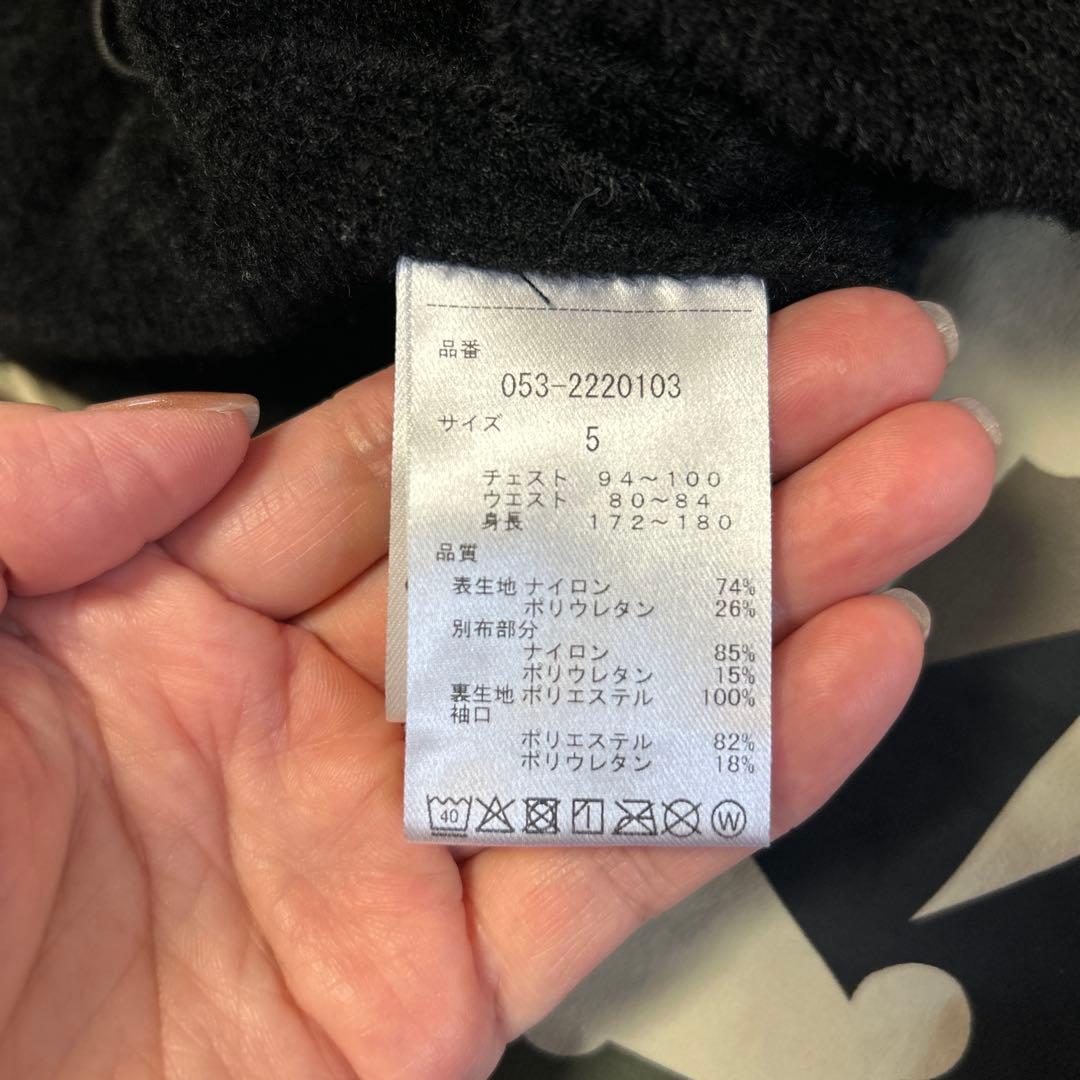 品番
053-2220103
サイズ
5
チェスト 94～100
ウエスト 80～84
身長 172～180
品質
表生地 ナイロン 74%
ポリウレタン 26%
別布部分
ナイロン 85%
ポリウレタン 15%
裏生地 ポリエステル 100%
袖口
ポリエステル 82%
ポリウレタン 18%
40 W